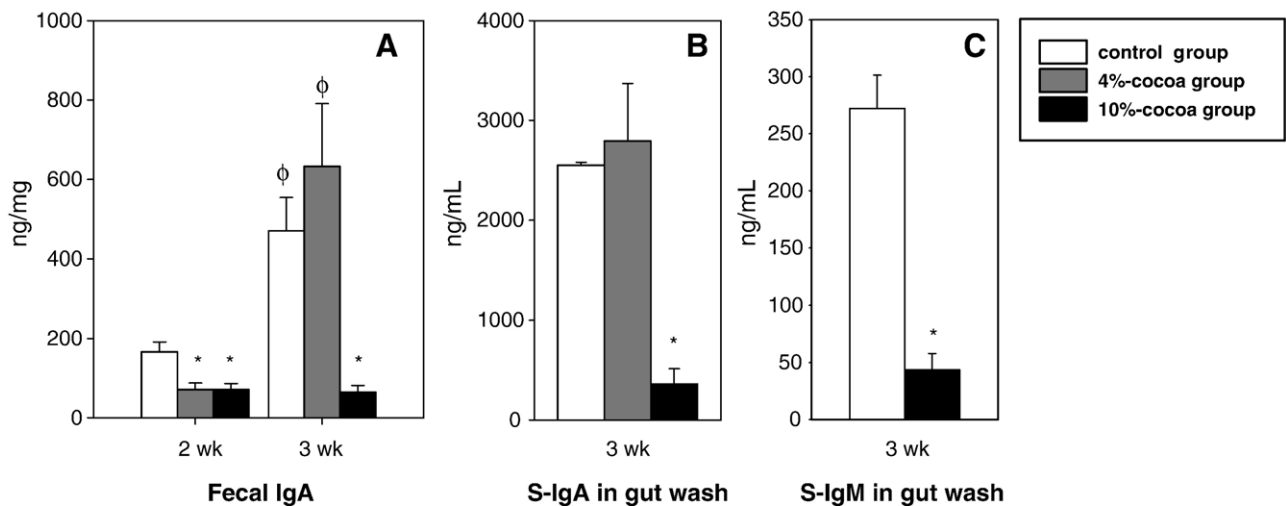 A
1000
800
600
400
200
0
ng/mg
ϕ
ϕ
*
*
*
2 wk
3 wk
Fecal IgA
B
4000
3000
2000
1000
0
ng/mL
*
3 wk
S-IgA in gut wash
C
350
300
250
200
150
100
50
0
ng/mL
*
3 wk
S-IgM in gut wash
control group
4%-cocoa group
10%-cocoa group